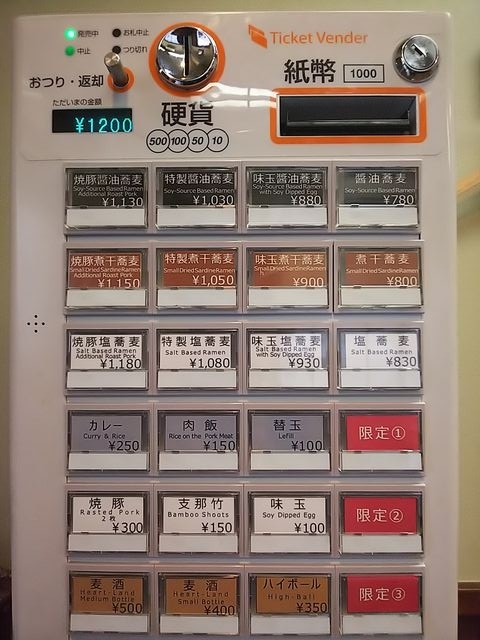 発売中
お札中止
中止
つり切れ
おつり・返却
Ticket Vender
紙幣 1000
ただいまの金額
¥1200
硬貨
500 100 50 10
焼豚醤油蕎麦
Soy-Source Based Ramen
Additional Roast Pork
¥1,130
特製醤油蕎麦
Soy-Source Based Ramen
¥1,030
味玉醤油蕎麦
Soy-Source Based Ramen
with Soy Dipped Egg
¥880
醤油蕎麦
Soy-Source Based Ramen
¥780
焼豚煮干蕎麦
Small Dried Sardine Ramen
Additional Roast Pork
¥1,150
特製煮干蕎麦
Small Dried Sardine Ramen
¥1,050
味玉煮干蕎麦
Small Dried Sardine Ramen
¥900
煮干蕎麦
Small Dried Sardine Ramen
¥800
焼豚塩蕎麦
Salt Based Ramen
Additional Roast Pork
¥1,180
特製塩蕎麦
Salt Based Ramen
¥1,080
味玉塩蕎麦
Salt Based Ramen
with Soy Dipped Egg
¥930
塩蕎麦
Salt Based Ramen
¥830
カレー
Curry & Rice
¥250
肉飯
Rice on the Pork Meat
¥150
替玉
Lefill
¥100
限定①
焼豚
Rasted Pork
2枚
¥300
支那竹
Bamboo Shoots
¥150
味玉
Soy Dipped Egg
¥100
限定②
麦酒
Heart-Land
Medium Bottle
¥500
麦酒
Heart-Land
Small Bottle
¥400
ハイボール
High-Ball
¥350
限定③